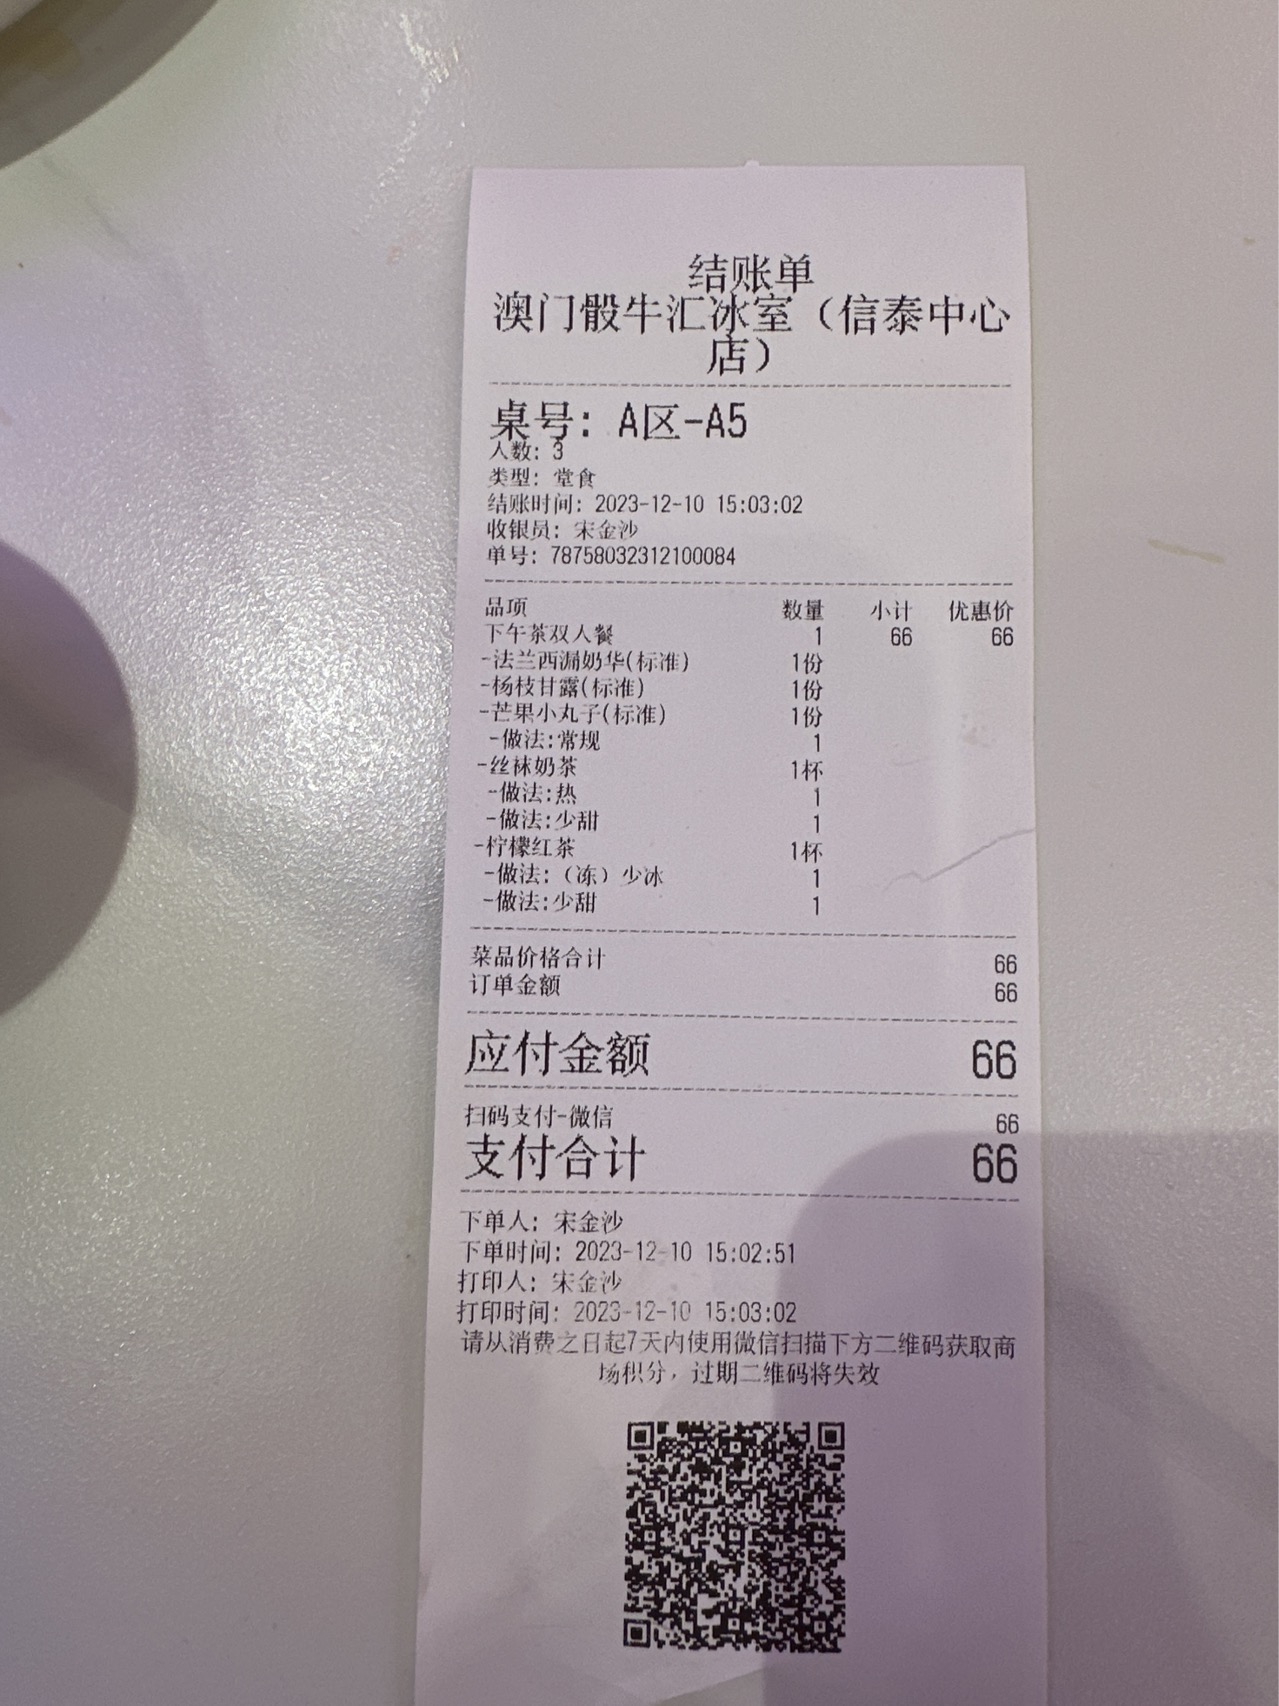 结账单
澳门骰牛汇冰室（信泰中心
店）
桌号: A区-A5
人数: 3
类型: 堂食
结账时间: 2023-12-10 15:03:02
收银员: 宋金沙
单号: 78758032312100084
品项 数量 小计 优惠价
下午茶双人餐 1 66 66
-法兰西漏奶华(标准) 1份
-杨枝甘露(标准) 1份
-芒果小丸子(标准) 1份
-做法:常规 1
-丝袜奶茶 1杯
-做法:热 1
-做法:少甜 1
-柠檬红茶 1杯
-做法:（冻）少冰 1
-做法:少甜 1
菜品价格合计 66
订单金额 66
应付金额 66
扫码支付-微信 66
支付合计 66
下单人: 宋金沙
下单时间: 2023-12-10 15:02:51
打印人: 宋金沙
打印时间: 2023-12-10 15:03:02
请从消费之日起7天内使用微信扫描下方二维码获取商
场积分，过期二维码将失效